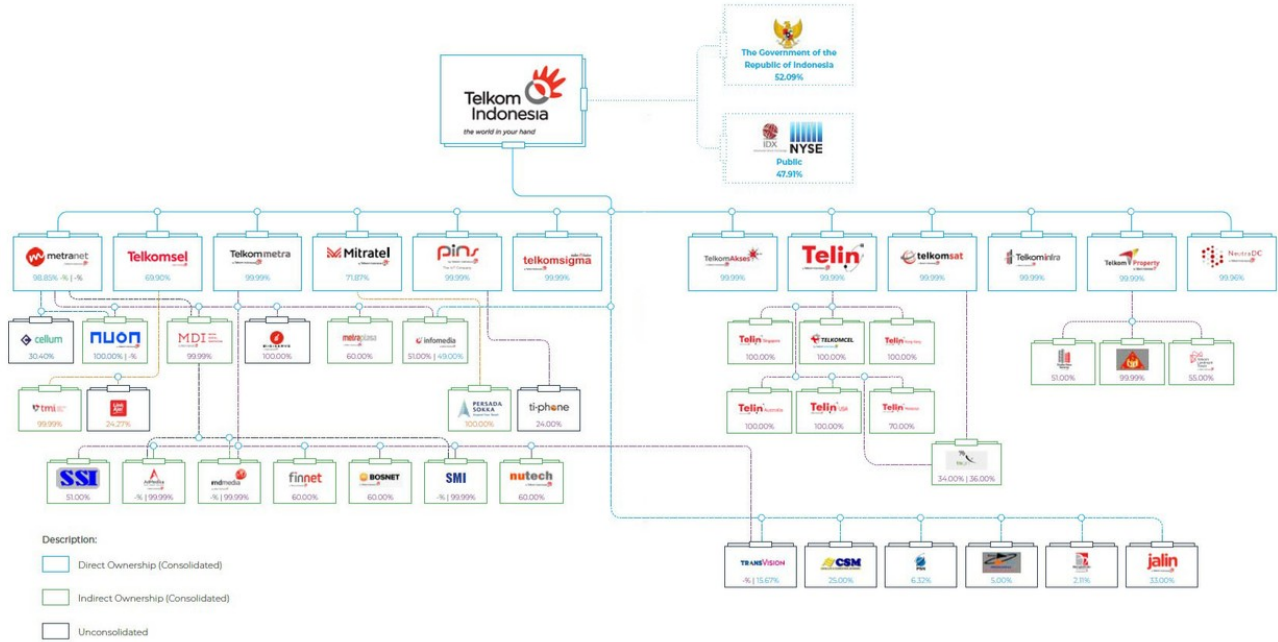 The Government of the
Republic of Indonesia
52.09%
Telkom
Indonesia
the world in your hand
IDX
NYSE
Public
47.91%
metranet
98.85% -% | -%
Telkomsel
69.90%
Telkommetra
99.99%
Mitratel
71.87%
PINS
99.99%
telkomsigma
99.99%
TelkomAkses
99.99%
Telin
99.99%
telkomsat
99.99%
Telkominfra
99.99%
Telkom Property
99.99%
NeutraDC
99.96%
cellum
30.40%
nuon
100.00% | -%
MDI
99.99%
100.00%
metraplasa
60.00%
infomedia
51.00% | 49.00%
Telin Singapore
100.00%
TELKOMCEL
100.00%
Telin Hong Kong
100.00%
51.00%
99.99%
55.00%
tmi
99.99%
24.27%
PERSADA
SOKKA
100.00%
ti-phone
24.00%
Telin Australia
100.00%
Telin USA
100.00%
Telin Malaysia
70.00%
34.00% | 36.00%
SSI
51.00%
AdMedika
-% | 99.99%
mdmedia
-% | 99.99%
finnet
60.00%
BOSNET
60.00%
SMI
-% | 99.99%
nutech
60.00%
TRANSVISION
-% | 15.67%
CSM
25.00%
PSN
6.32%
5.00%
2.11%
jalin
33.00%
Description:
Direct Ownership (Consolidated)
Indirect Ownership (Consolidated)
Unconsolidated